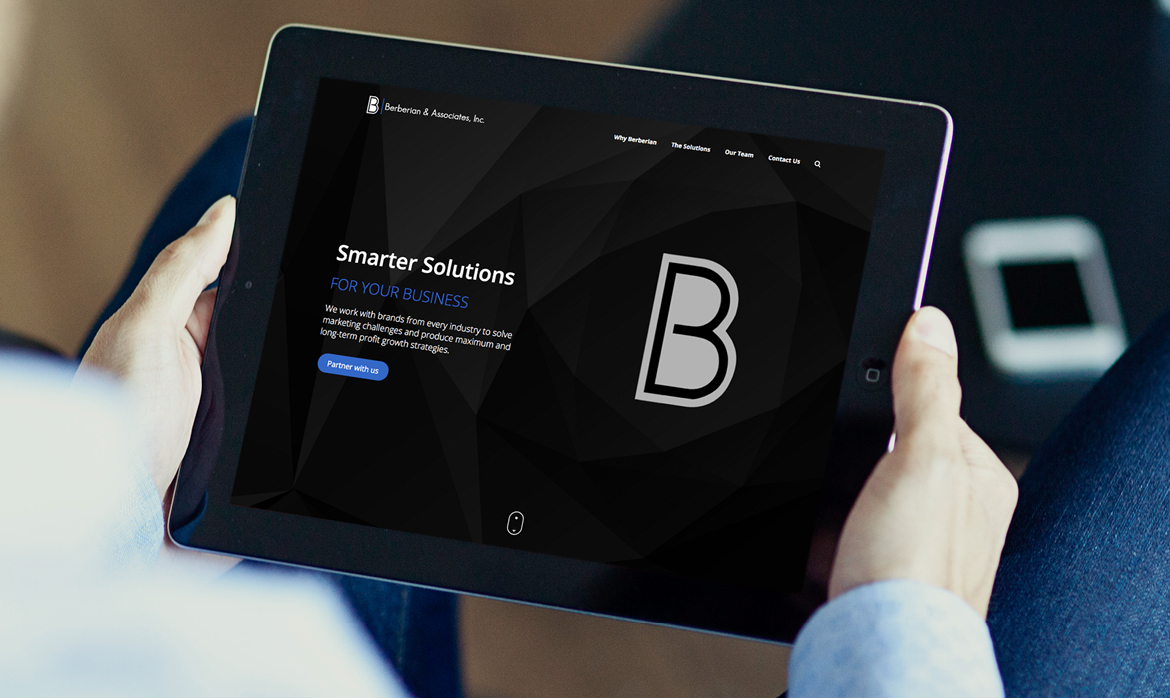 B Berberian & Associates, Inc.
Why Berberian The Solutions Our Team Contact Us
Smarter Solutions
FOR YOUR BUSINESS
We work with brands from every industry to solve
marketing challenges and produce maximum and
long-term profit growth strategies.
Partner with us
B